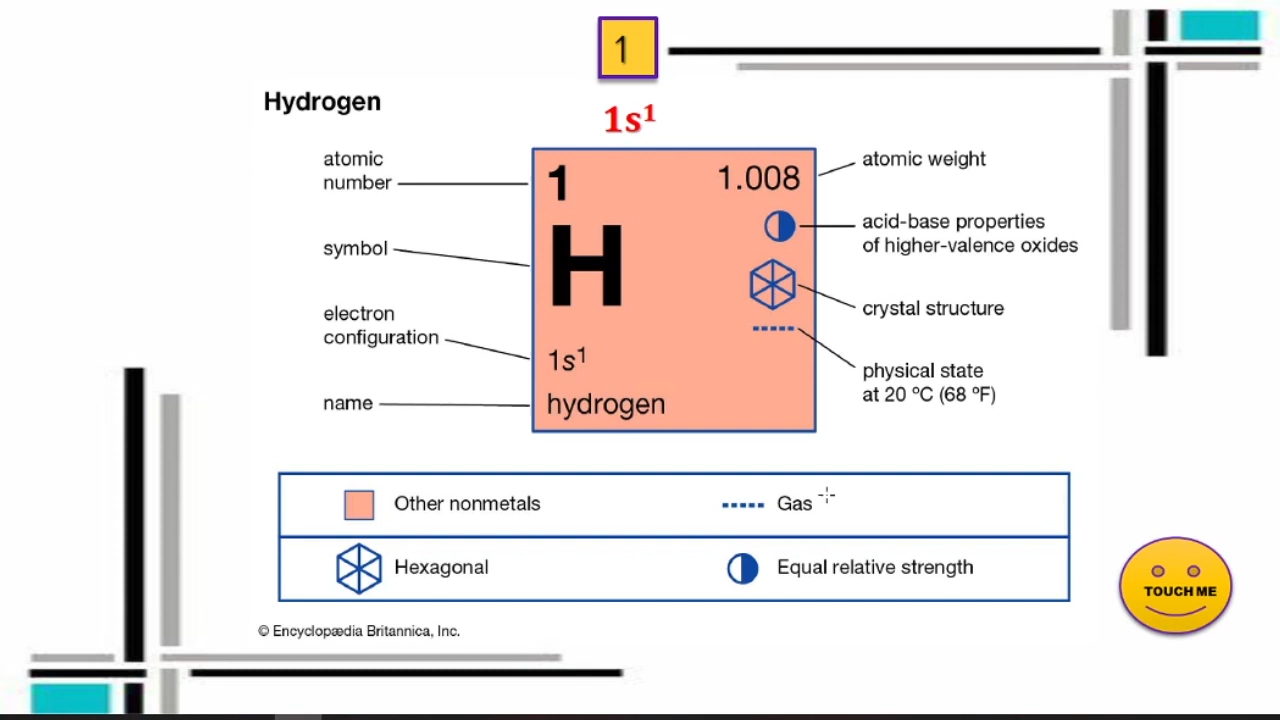 1
Hydrogen
1s¹
atomic
number
symbol
electron
configuration
name
1
1.008
H
1s¹
hydrogen
atomic weight
acid-base properties
of higher-valence oxides
crystal structure
physical state
at 20 ºC (68 ºF)
Other nonmetals
Gas
Hexagonal
Equal relative strength
TOUCH ME
© Encyclopædia Britannica, Inc.